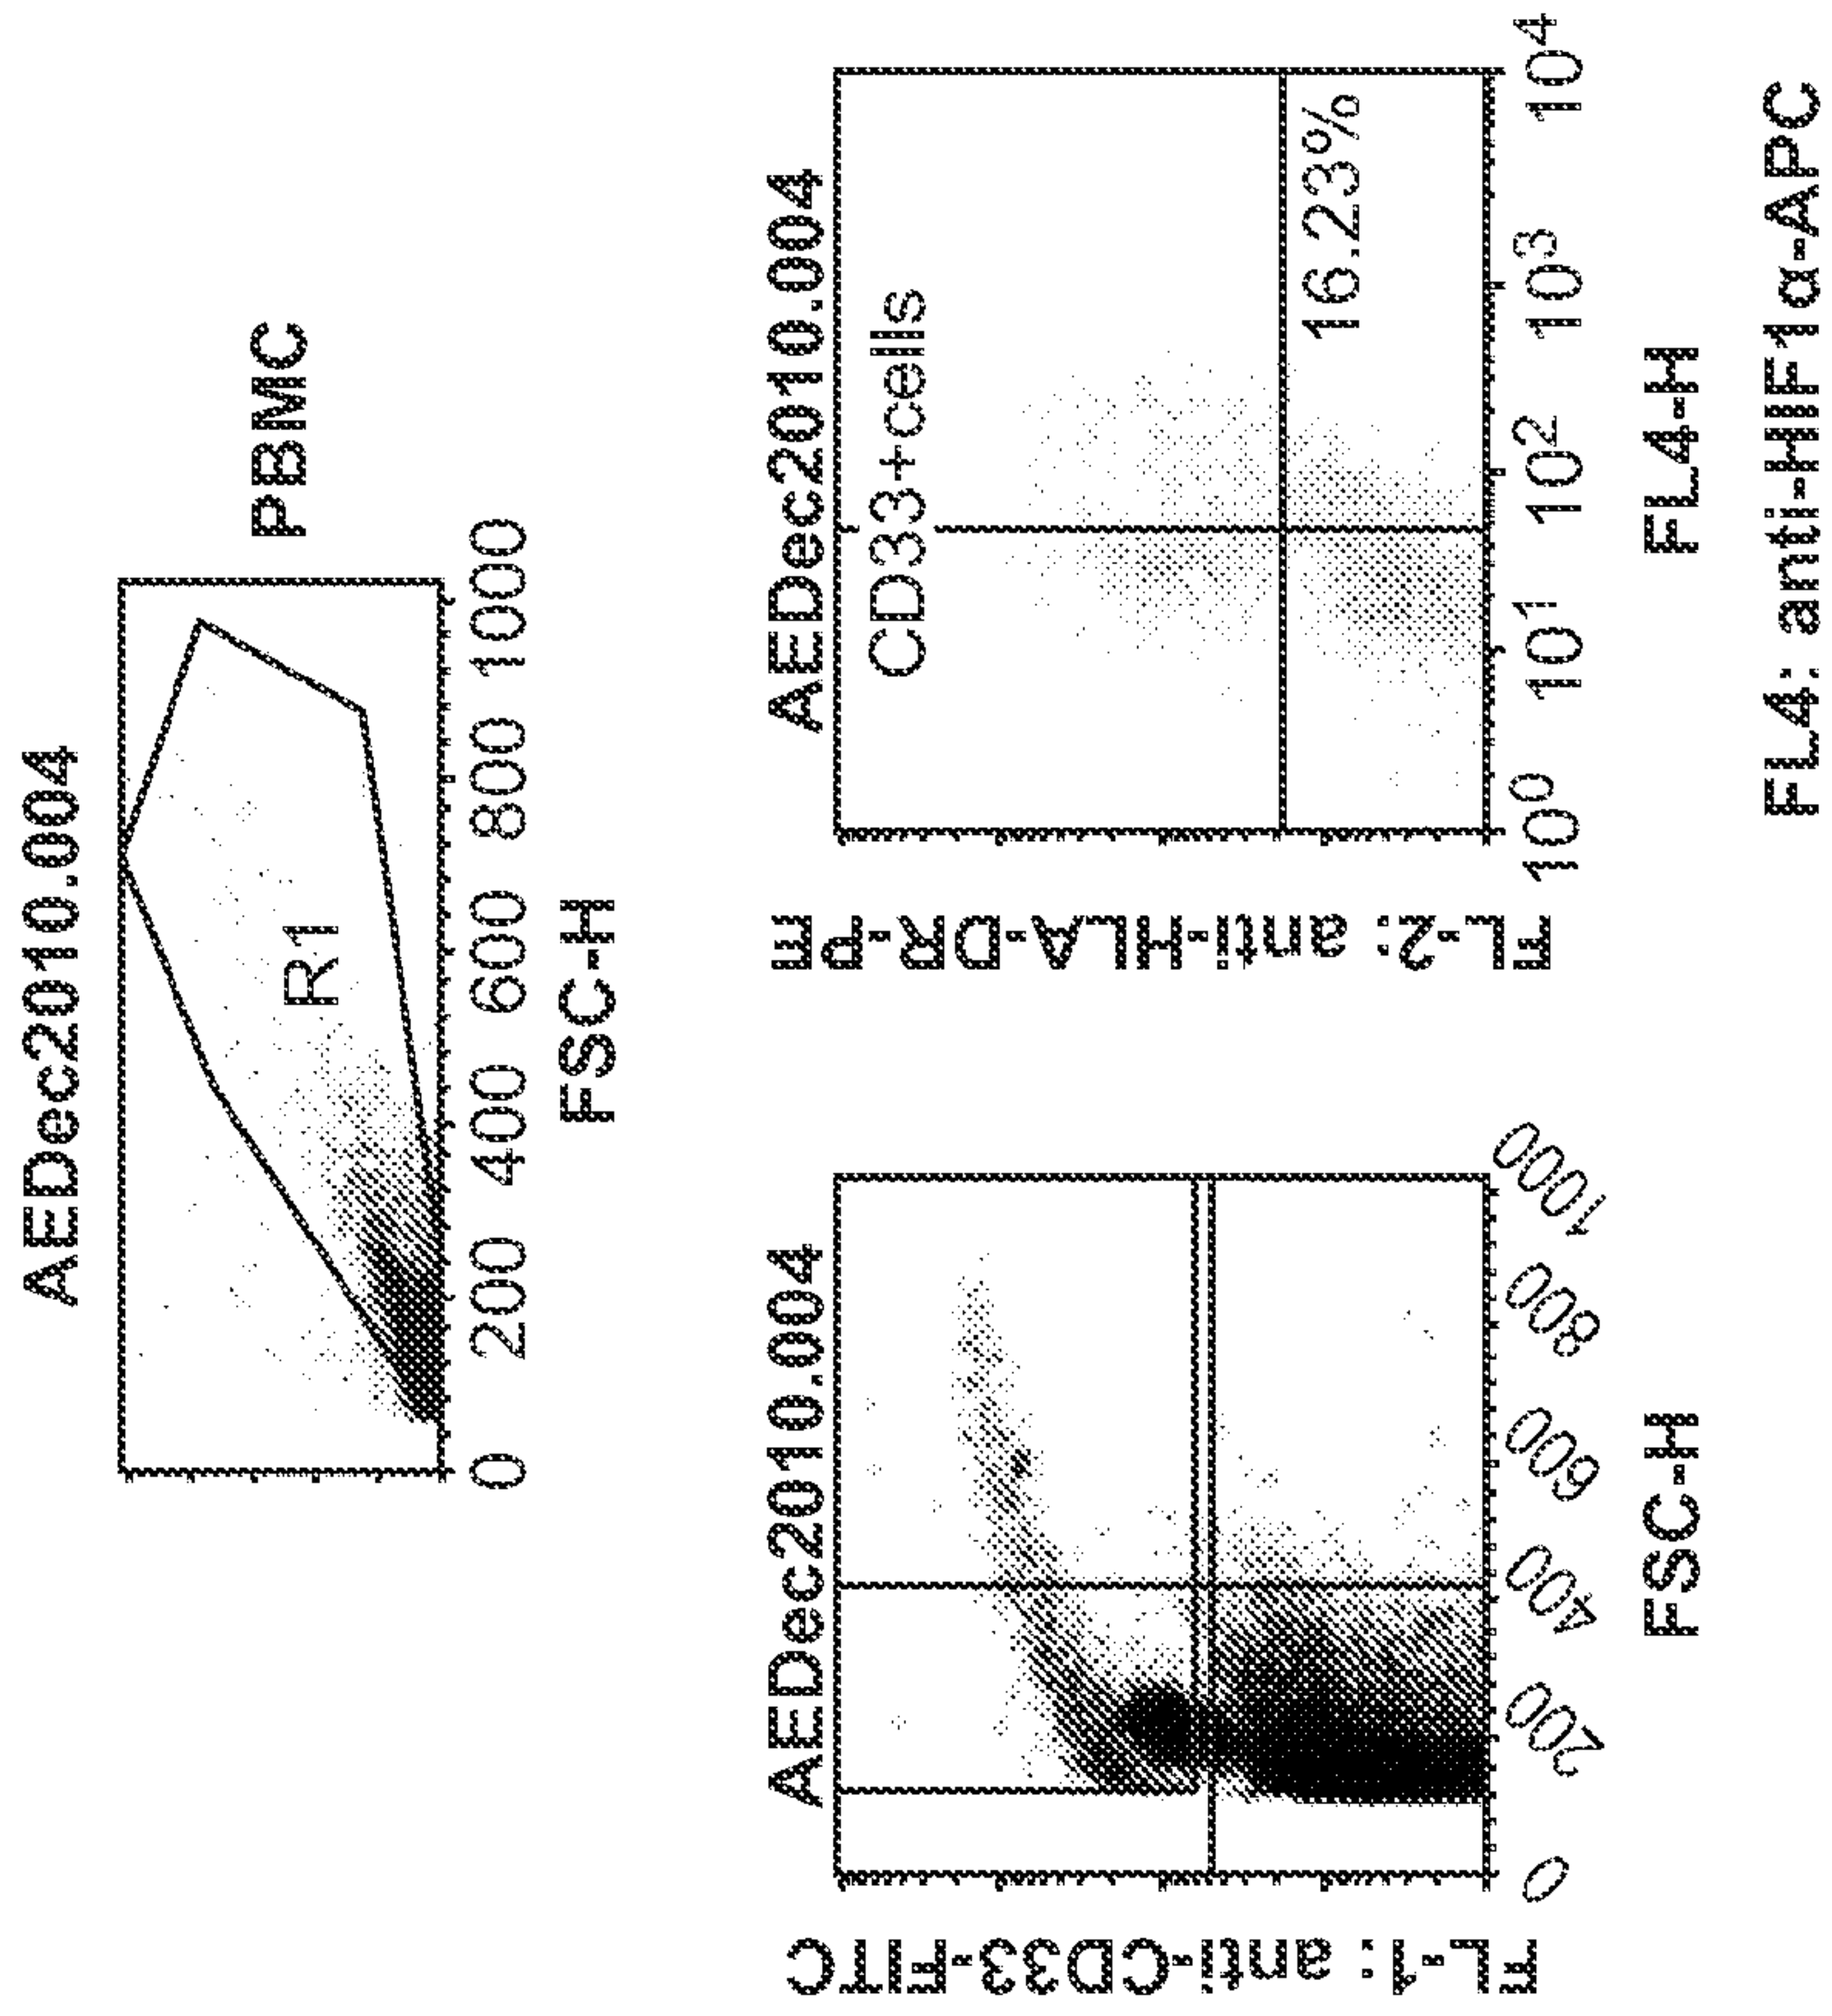 AEDec2010.004
R1
PBMC
0 200 400 600 800 1000
FSC-H
AEDec2010.004
FL-1: anti-CD33-FITC
0 200 400 600 800 1000
FSC-H
AEDec2010.004
CD33+cells
16.23%
FL-2: anti-HLA-DR-PE
10⁰ 10¹ 10² 10³ 10⁴
FL4-H
FL4: anti-HIF1α-APC